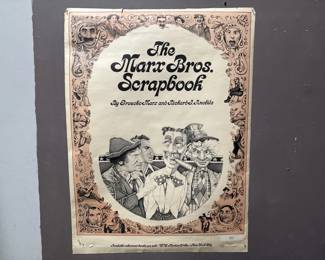 The
Marx Bros.
Scrapbook
By Groucho Marx and Richard J. Anobile